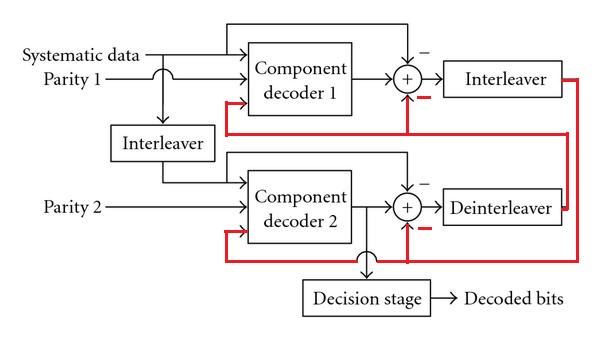 Systematic data
Parity 1
Component
decoder 1
+
−
−
Interleaver
Interleaver
Parity 2
Component
decoder 2
+
−
−
Deinterleaver
Decision stage
Decoded bits